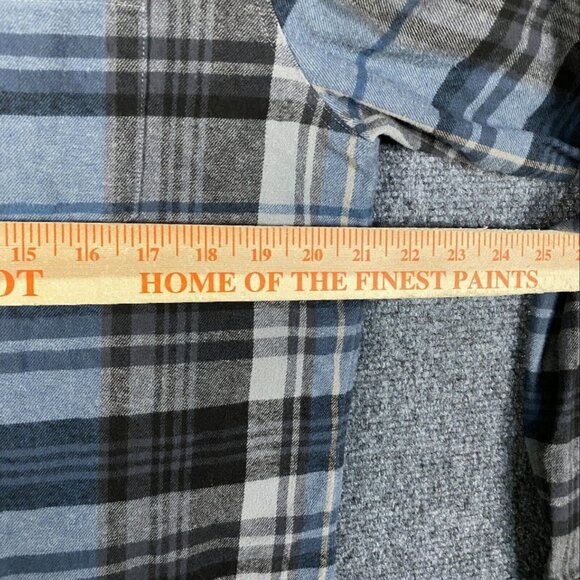 15 16 17 18 19 20 21 22 23 24 25
OT HOME OF THE FINEST PAINTS